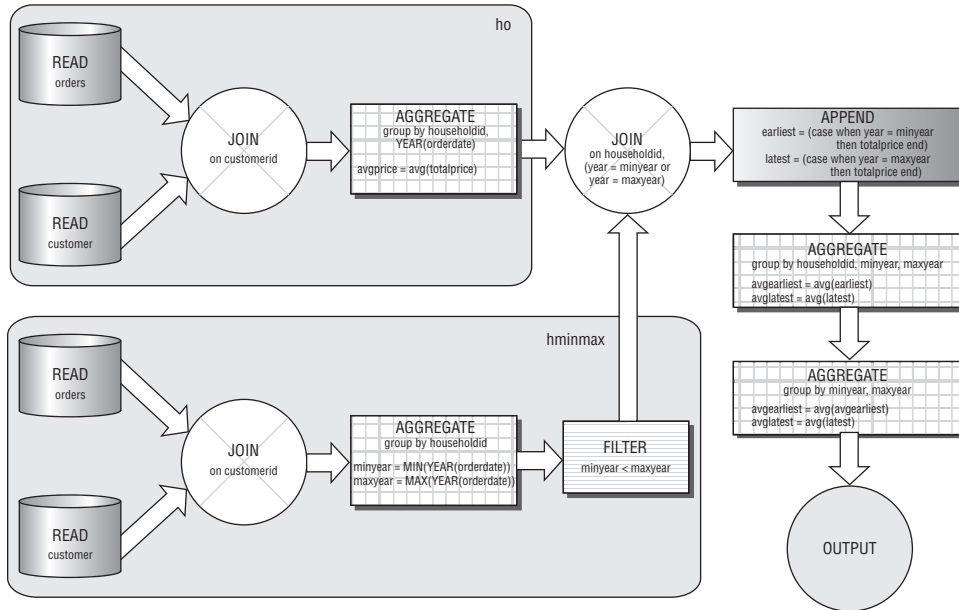 ho
READ
orders
READ
customer
JOIN
on customerid
AGGREGATE
group by householdid,
YEAR(orderdate)
avgprice = avg(totalprice)
JOIN
on householdid,
(year = minyear or
year = maxyear)
APPEND
earliest = (case when year = minyear
then totalprice end)
latest = (case when year = maxyear
then totalprice end)
AGGREGATE
group by householdid, minyear, maxyear
avgearliest = avg(earliest)
avglatest = avg(latest)
AGGREGATE
group by minyear, maxyear
avgearliest = avg(avgearliest)
avglatest = avg(latest)
OUTPUT
hminmax
READ
orders
READ
customer
JOIN
on customerid
AGGREGATE
group by householdid
minyear = MIN(YEAR(orderdate))
maxyear = MAX(YEAR(orderdate))
FILTER
minyear < maxyear